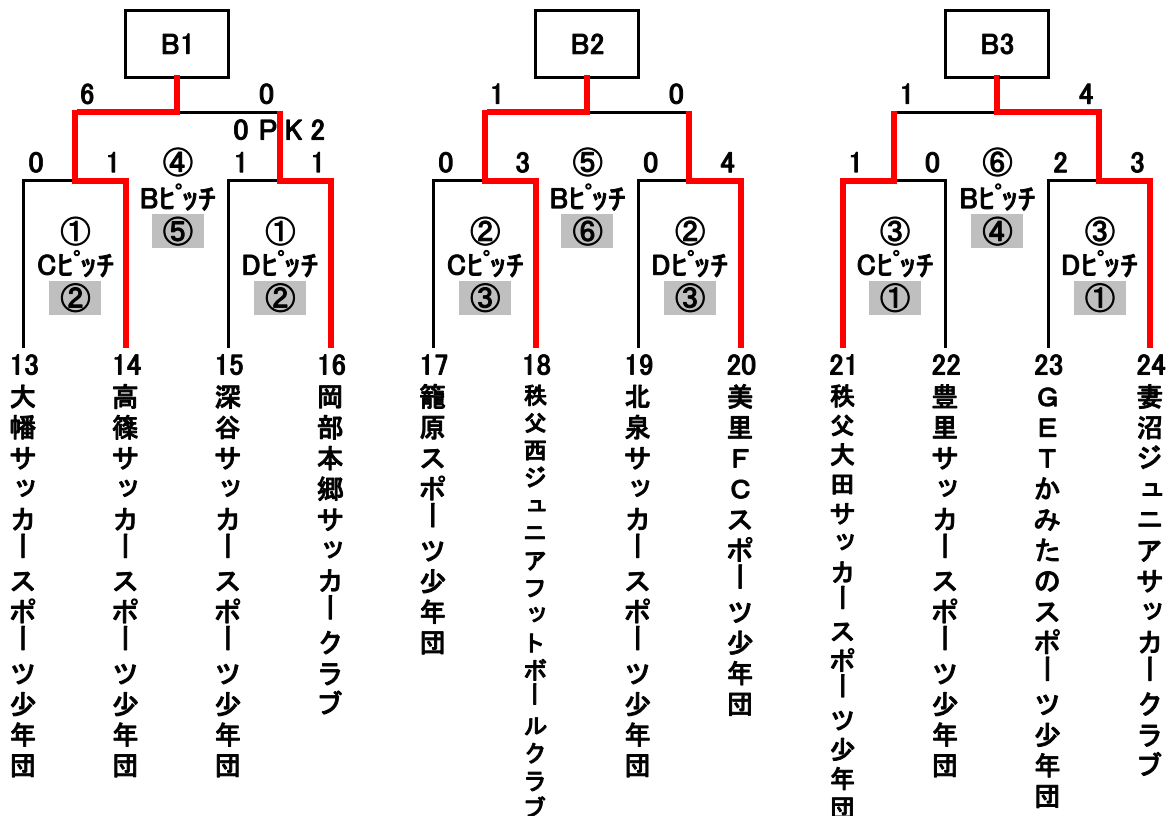 B1 B2 B3
6 0 1 0 1 4
0 PK 2
0 1 ④ 1 1 0 3 ⑤ 0 4 1 0 ⑥ 2 3
Bピッチ Bピッチ Bピッチ
① ⑤ ① ② ⑥ ② ③ ④ ③
Cピッチ Dピッチ Cピッチ Dピッチ Cピッチ Dピッチ
② ② ③ ③ ① ①
13 14 15 16 17 18 19 20 21 22 23 24
大幡サッカースポーツ少年団
高篠サッカースポーツ少年団
深谷サッカースポーツ少年団
岡部本郷サッカークラブ
籠原スポーツ少年団
秩父西ジュニアフットボールクラブ
北泉サッカースポーツ少年団
美里FCスポーツ少年団
秩父大田サッカースポーツ少年団
豊里サッカースポーツ少年団
GETかみたのスポーツ少年団
妻沼ジュニアサッカークラブ